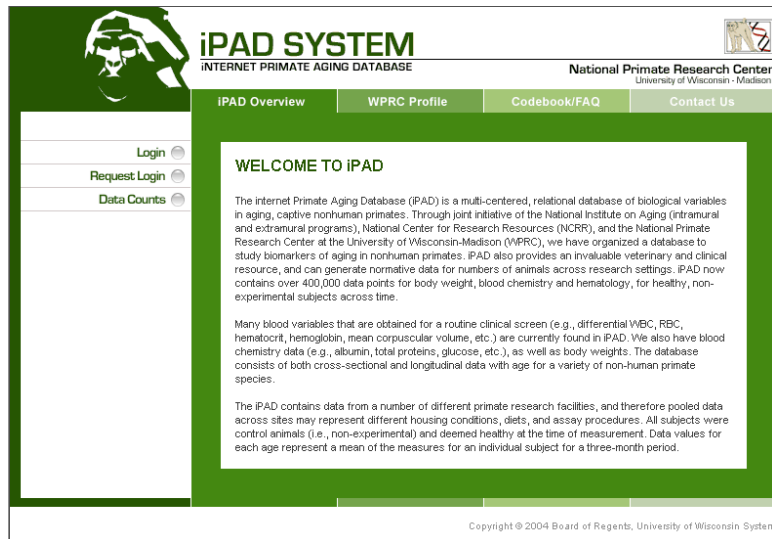 iPAD SYSTEM
iNTERNET PRIMATE AGING DATABASE
National Primate Research Center
University of Wisconsin - Madison
iPAD Overview
WPRC Profile
Codebook/FAQ
Contact Us
Login
Request Login
Data Counts
WELCOME TO iPAD
The internet Primate Aging Database (iPAD) is a multi-centered, relational database of biological variables
in aging, captive nonhuman primates. Through joint initiative of the National Institute on Aging (intramural
and extramural programs), National Center for Research Resources (NCRR), and the National Primate
Research Center at the University of Wisconsin-Madison (WPRC), we have organized a database to
study biomarkers of aging in nonhuman primates. iPAD also provides an invaluable veterinary and clinical
resource, and can generate normative data for numbers of animals across research settings. iPAD now
contains over 400,000 data points for body weight, blood chemistry and hematology, for healthy, non-
experimental subjects across time.
Many blood variables that are obtained for a routine clinical screen (e.g., differential WBC, RBC,
hematocrit, hemoglobin, mean corpuscular volume, etc.) are currently found in iPAD. We also have blood
chemistry data (e.g., albumin, total proteins, glucose, etc.), as well as body weights. The database
consists of both cross-sectional and longitudinal data with age for a variety of non-human primate
species.
The iPAD contains data from a number of different primate research facilities, and therefore pooled data
across sites may represent different housing conditions, diets, and assay procedures. All subjects were
control animals (i.e., non-experimental) and deemed healthy at the time of measurement. Data values for
each age represent a mean of the measures for an individual subject for a three-month period.
Copyright © 2004 Board of Regents, University of Wisconsin System